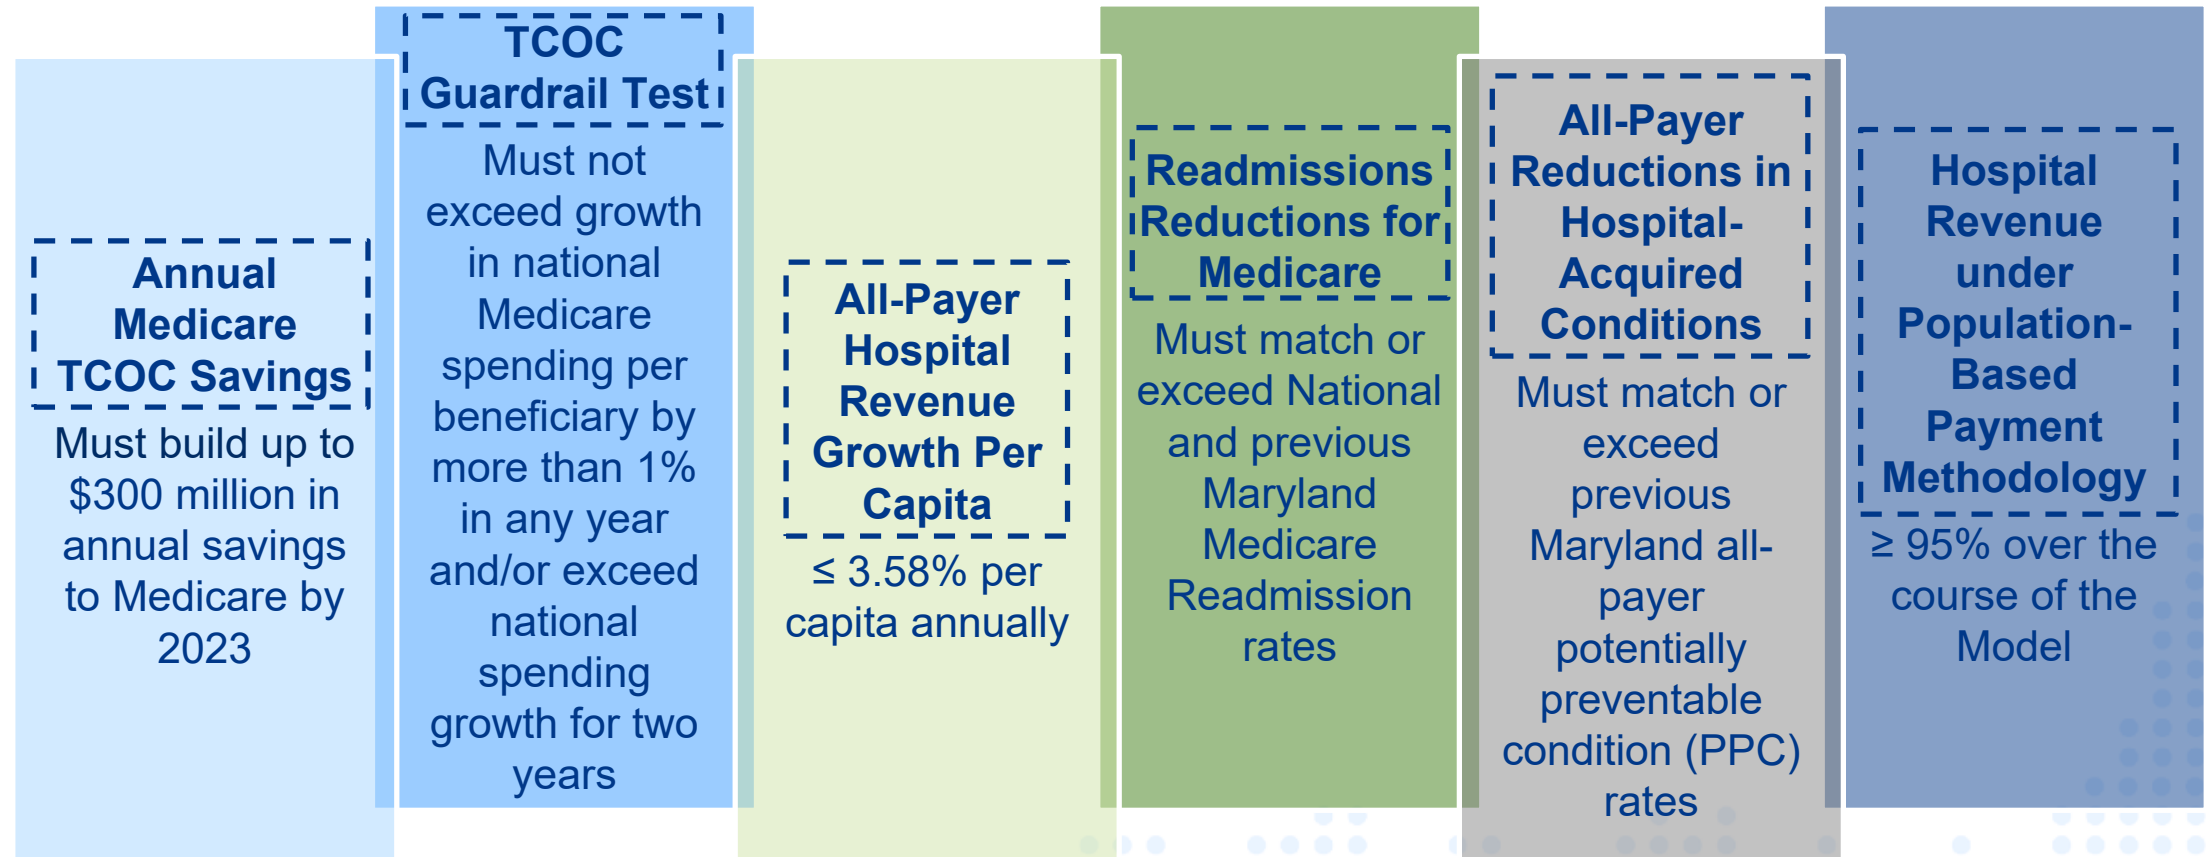 Annual
Medicare
TCOC Savings
Must build up to
$300 million in
annual savings
to Medicare by
2023
TCOC
Guardrail Test
Must not
exceed growth
in national
Medicare
spending per
beneficiary by
more than 1%
in any year
and/or exceed
national
spending
growth for two
years
All-Payer
Hospital
Revenue
Growth Per
Capita
≤ 3.58% per
capita annually
Readmissions
Reductions for
Medicare
Must match or
exceed National
and previous
Maryland
Medicare
Readmission
rates
All-Payer
Reductions in
Hospital-
Acquired
Conditions
Must match or
exceed
previous
Maryland all-
payer
potentially
preventable
condition (PPC)
rates
Hospital
Revenue
under
Population-
Based
Payment
Methodology
≥ 95% over the
course of the
Model